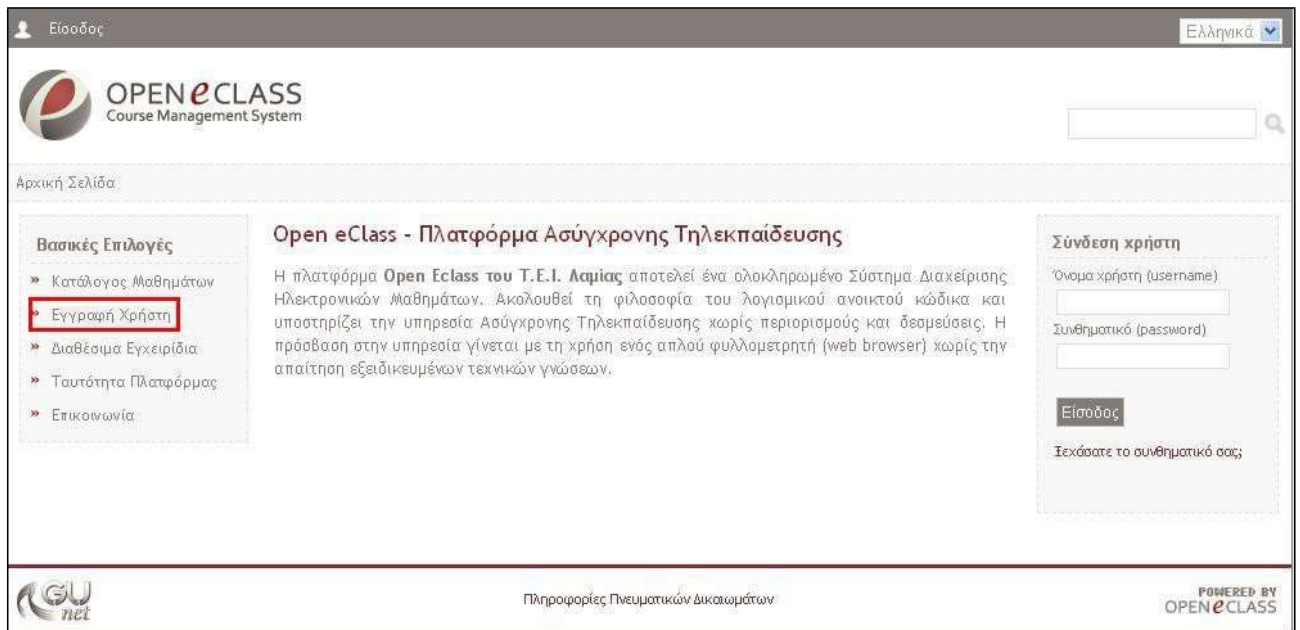 Είσοδος
Ελληνικά
OPEN eCLASS
Course Management System
Αρχική Σελίδα
Βασικές Επιλογές
» Κατάλογος Μαθημάτων
» Εγγραφή Χρήστη
» Διαθέσιμα Εγχειρίδια
» Ταυτότητα Πλατφόρμας
» Επικοινωνία
Open eClass - Πλατφόρμα Ασύγχρονης Τηλεκπαίδευσης
Η πλατφόρμα Open Eclass του Τ.Ε.Ι. Λαμίας αποτελεί ένα ολοκληρωμένο Σύστημα Διαχείρισης
Ηλεκτρονικών Μαθημάτων. Ακολουθεί τη φιλοσοφία του λογισμικού ανοικτού κώδικα και
υποστηρίζει την υπηρεσία Ασύγχρονης Τηλεκπαίδευσης χωρίς περιορισμούς και δεσμεύσεις. Η
πρόσβαση στην υπηρεσία γίνεται με τη χρήση ενός απλού φυλλομετρητή (web browser) χωρίς την
απαίτηση εξειδικευμένων τεχνικών γνώσεων.
Σύνδεση χρήστη
Όνομα χρήστη (username)
Συνθηματικό (password)
Είσοδος
Ξεχάσατε το συνθηματικό σας;
GU
net
Πληροφορίες Πνευματικών Δικαιωμάτων
POWERED BY
OPEN eCLASS